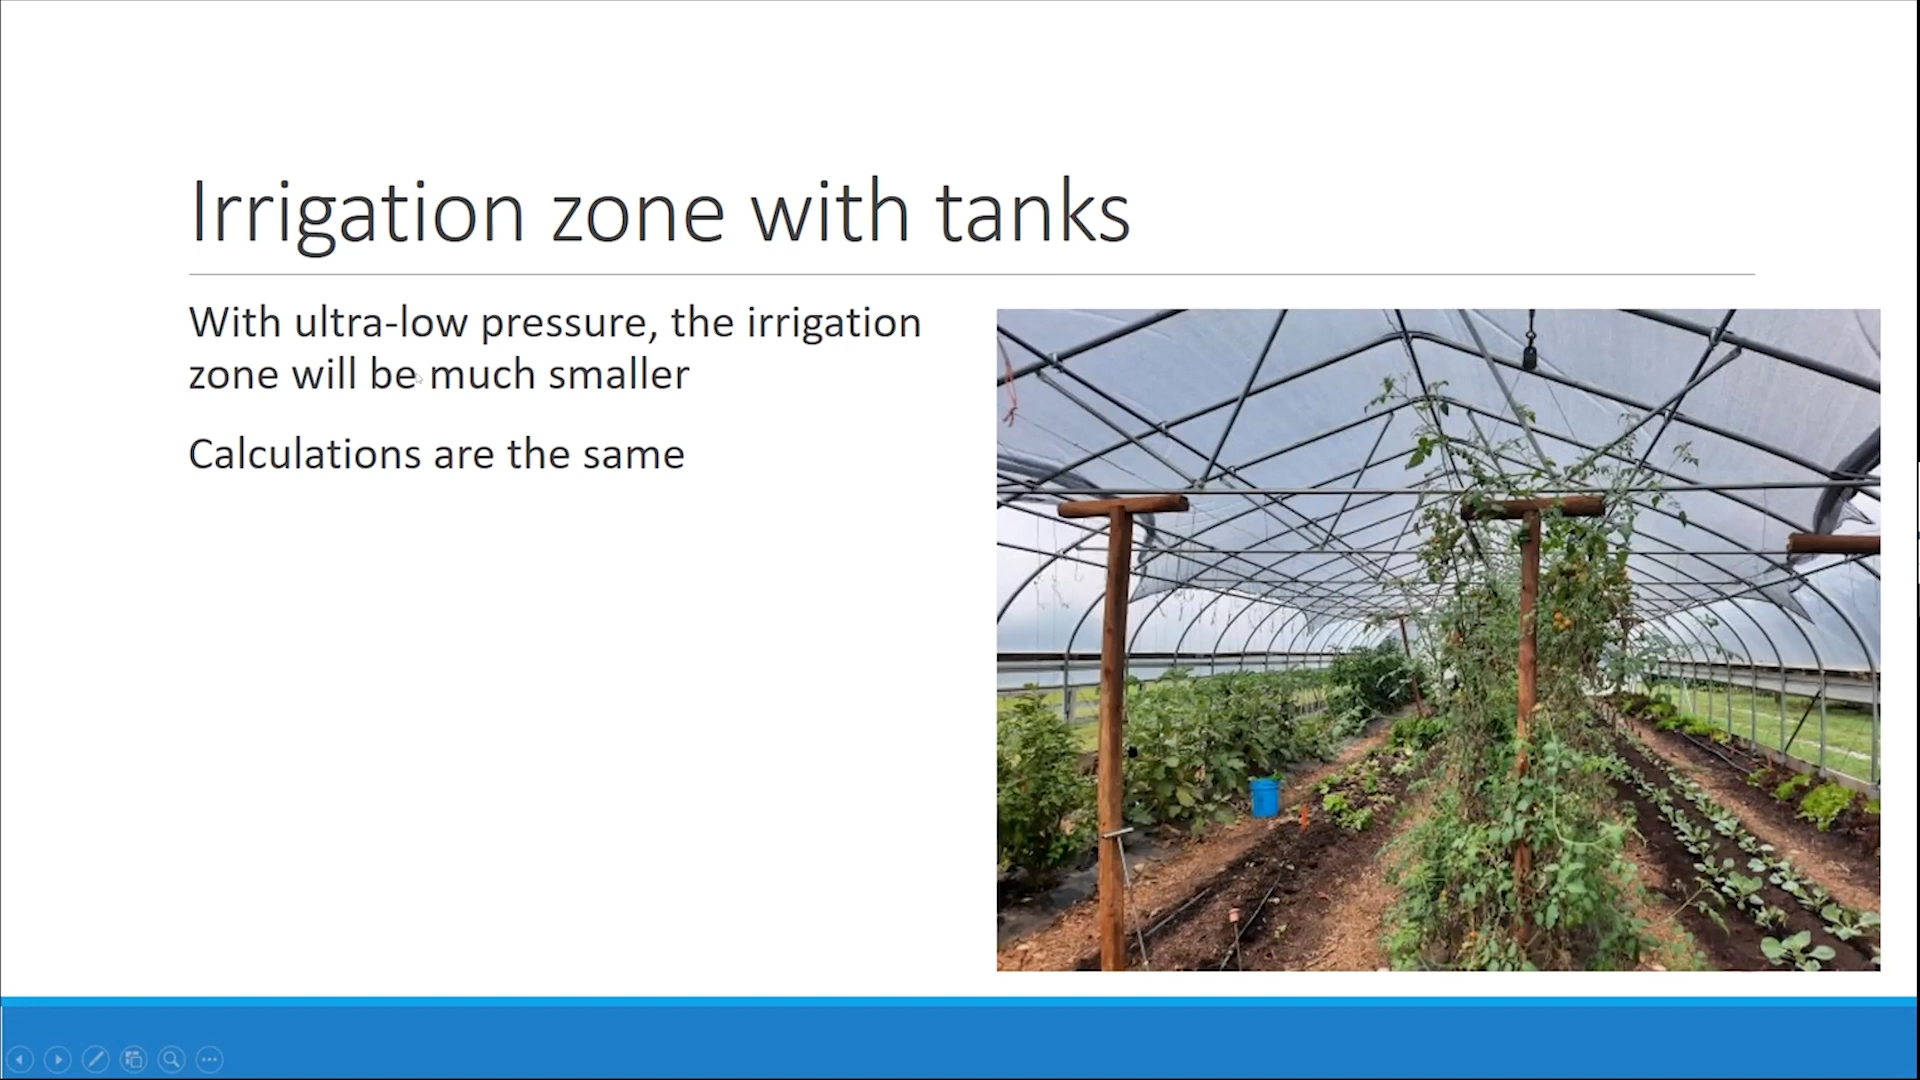 Irrigation zone with tanks
With ultra-low pressure, the irrigation
zone will be much smaller
Calculations are the same